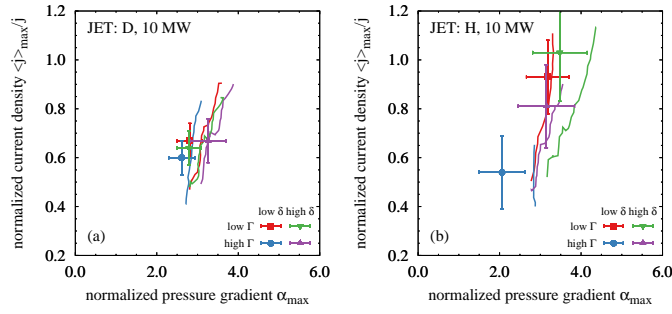 JET: D, 10 MW
(a)
low δ high δ
low Γ
high Γ
normalized current density <j>max/j
1.2
1.0
0.8
0.6
0.4
0.2
0.0
2.0
4.0
6.0
normalized pressure gradient αmax
JET: H, 10 MW
(b)
low δ high δ
low Γ
high Γ
normalized current density <j>max/j
1.2
1.0
0.8
0.6
0.4
0.2
0.0
2.0
4.0
6.0
normalized pressure gradient αmax